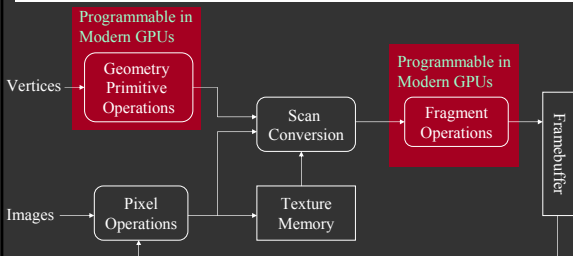 Programmable in
Modern GPUs
Geometry
Primitive
Operations
Vertices
Scan
Conversion
Programmable in
Modern GPUs
Fragment
Operations
Framebuffer
Images
Pixel
Operations
Texture
Memory